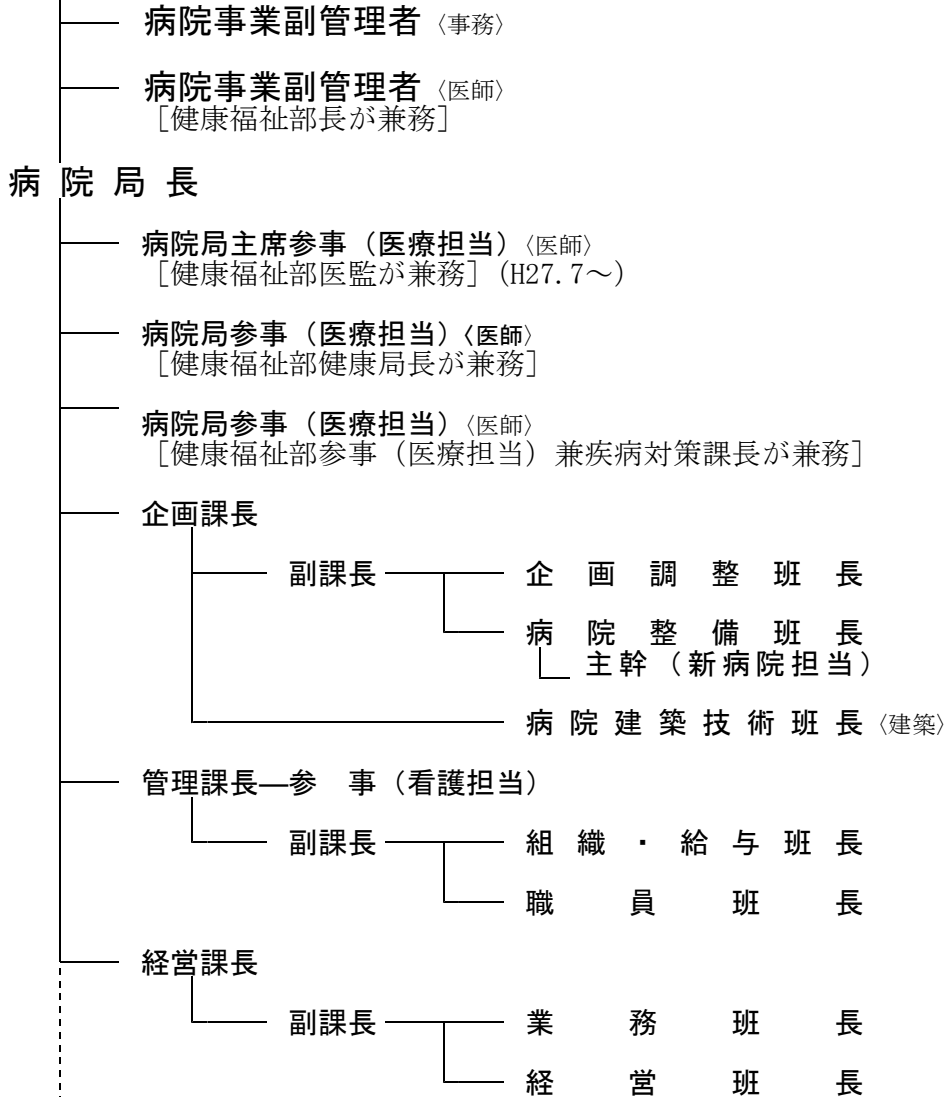 病院事業副管理者〈事務〉
病院事業副管理者〈医師〉
［健康福祉部長が兼務］
病院局長
病院局主席参事（医療担当）〈医師〉
［健康福祉部医監が兼務］(H27.7～)
病院局参事（医療担当）〈医師〉
［健康福祉部健康局長が兼務］
病院局参事（医療担当）〈医師〉
［健康福祉部参事（医療担当）兼疾病対策課長が兼務］
企画課長
副課長 企画調整班長
病院整備班長
主幹（新病院担当）
病院建築技術班長〈建築〉
管理課長―参　事（看護担当）
副課長 組織・給与班長
職員班長
経営課長
副課長 業務班長
経営班長